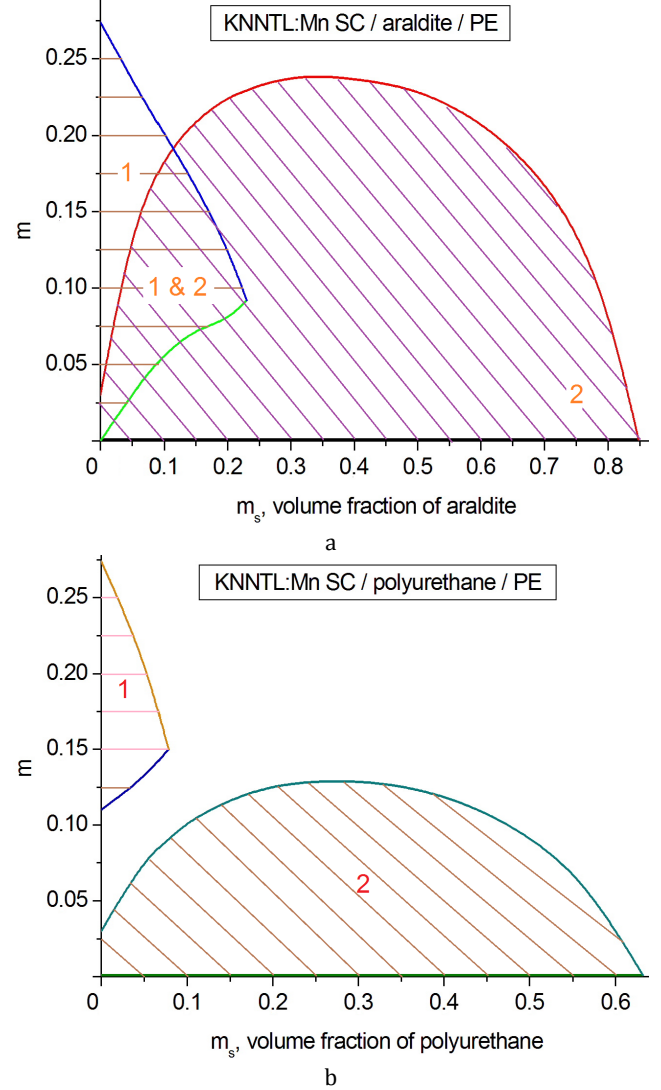 KNNTL:Mn SC / araldite / PE
0.25
0.20
1
0.15
m
1 & 2
0.10
0.05
2
0 0.1 0.2 0.3 0.4 0.5 0.6 0.7 0.8
mₛ, volume fraction of araldite
a
KNNTL:Mn SC / polyurethane / PE
0.25
0.20
1
0.15
m
0.10
2
0.05
0 0.1 0.2 0.3 0.4 0.5 0.6
mₛ, volume fraction of polyurethane
b